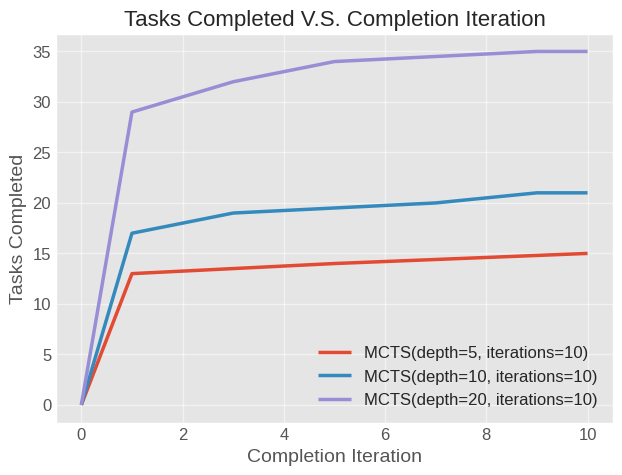 Tasks Completed V.S. Completion Iteration
35
30
25
20
15
10
5
0
Tasks Completed
MCTS(depth=5, iterations=10)
MCTS(depth=10, iterations=10)
MCTS(depth=20, iterations=10)
0 2 4 6 8 10
Completion Iteration